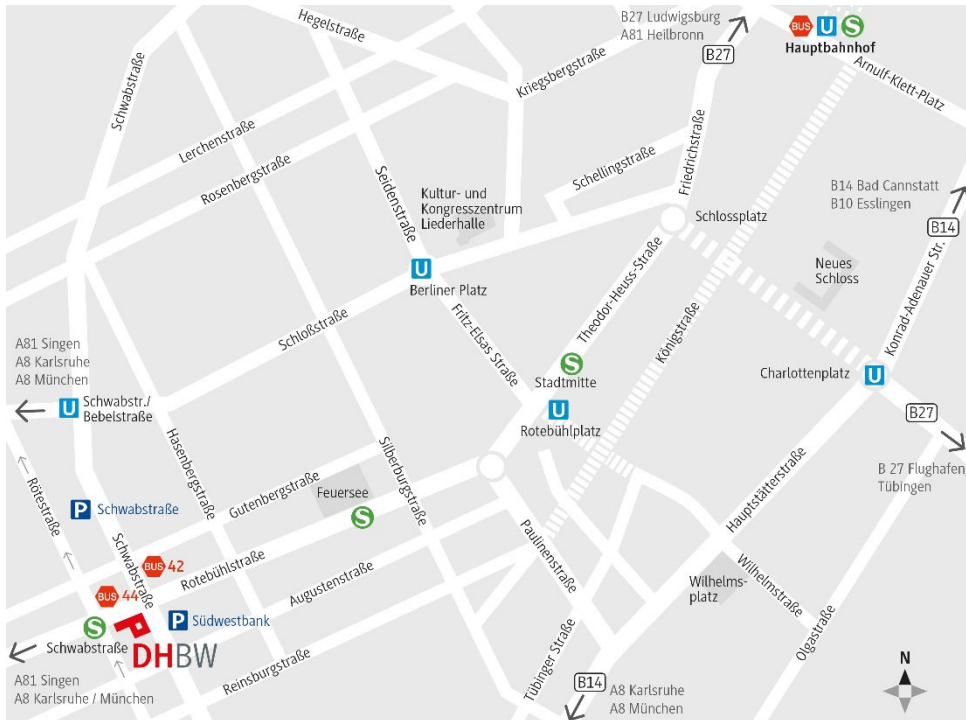 B27 Ludwigsburg
A81 Heilbronn
B27
BUS U S
Hauptbahnhof
Arnulf-Klett-Platz
Hegelstraße
Kriegsbergstraße
Schwabstraße
Lerchenstraße
Rosenbergstraße
Seidenstraße
Schellingstraße
Friedrichstraße
Kultur- und
Kongresszentrum
Liederhalle
Schlossplatz
B14 Bad Cannstatt
B10 Esslingen
B14
U
Berliner Platz
Neues
Schloss
Konrad-Adenauer Str.
Theodor-Heuss-Straße
Königstraße
Schloßstraße
Fritz-Elsas Straße
A81 Singen
A8 Karlsruhe
A8 München
S
Stadtmitte
U
Rotebühlplatz
Charlottenplatz U
B27
U Schwabstr./
Bebelstraße
B 27 Flughafen
Tübingen
Hasenbergstraße
Silberburgstraße
Gutenbergstraße
Feuersee
S
Rötestraße
P Schwabstraße
Schwabstraße
Hauptstätterstraße
Paulinenstraße
BUS 42
Rotebühlstraße
Augustenstraße
Wilhelms-
platz
Wilhelmstraße
BUS 44
P Südwestbank
S
Schwabstraße
DHBW
Reinsburgstraße
Tübinger Straße
Olgastraße
A81 Singen
A8 Karlsruhe / München
B14
A8 Karlsruhe
A8 München
N